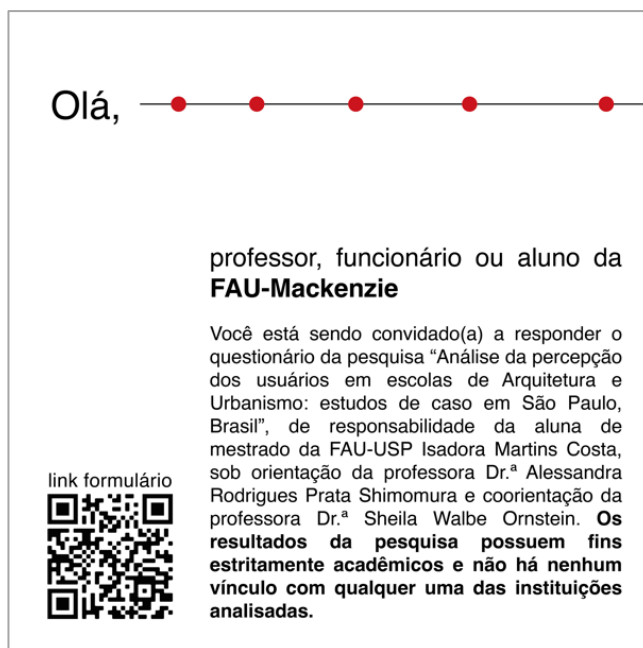 Olá,
professor, funcionário ou aluno da
FAU-Mackenzie
Você está sendo convidado(a) a responder o
questionário da pesquisa “Análise da percepção
dos usuários em escolas de Arquitetura e
Urbanismo: estudos de caso em São Paulo,
Brasil”, de responsabilidade da aluna de
mestrado da FAU-USP Isadora Martins Costa,
sob orientação da professora Dr.ª Alessandra
Rodrigues Prata Shimomura e coorientação da
professora Dr.ª Sheila Walbe Ornstein. Os
resultados da pesquisa possuem fins
estritamente acadêmicos e não há nenhum
vínculo com qualquer uma das instituições
analisadas.
link formulário